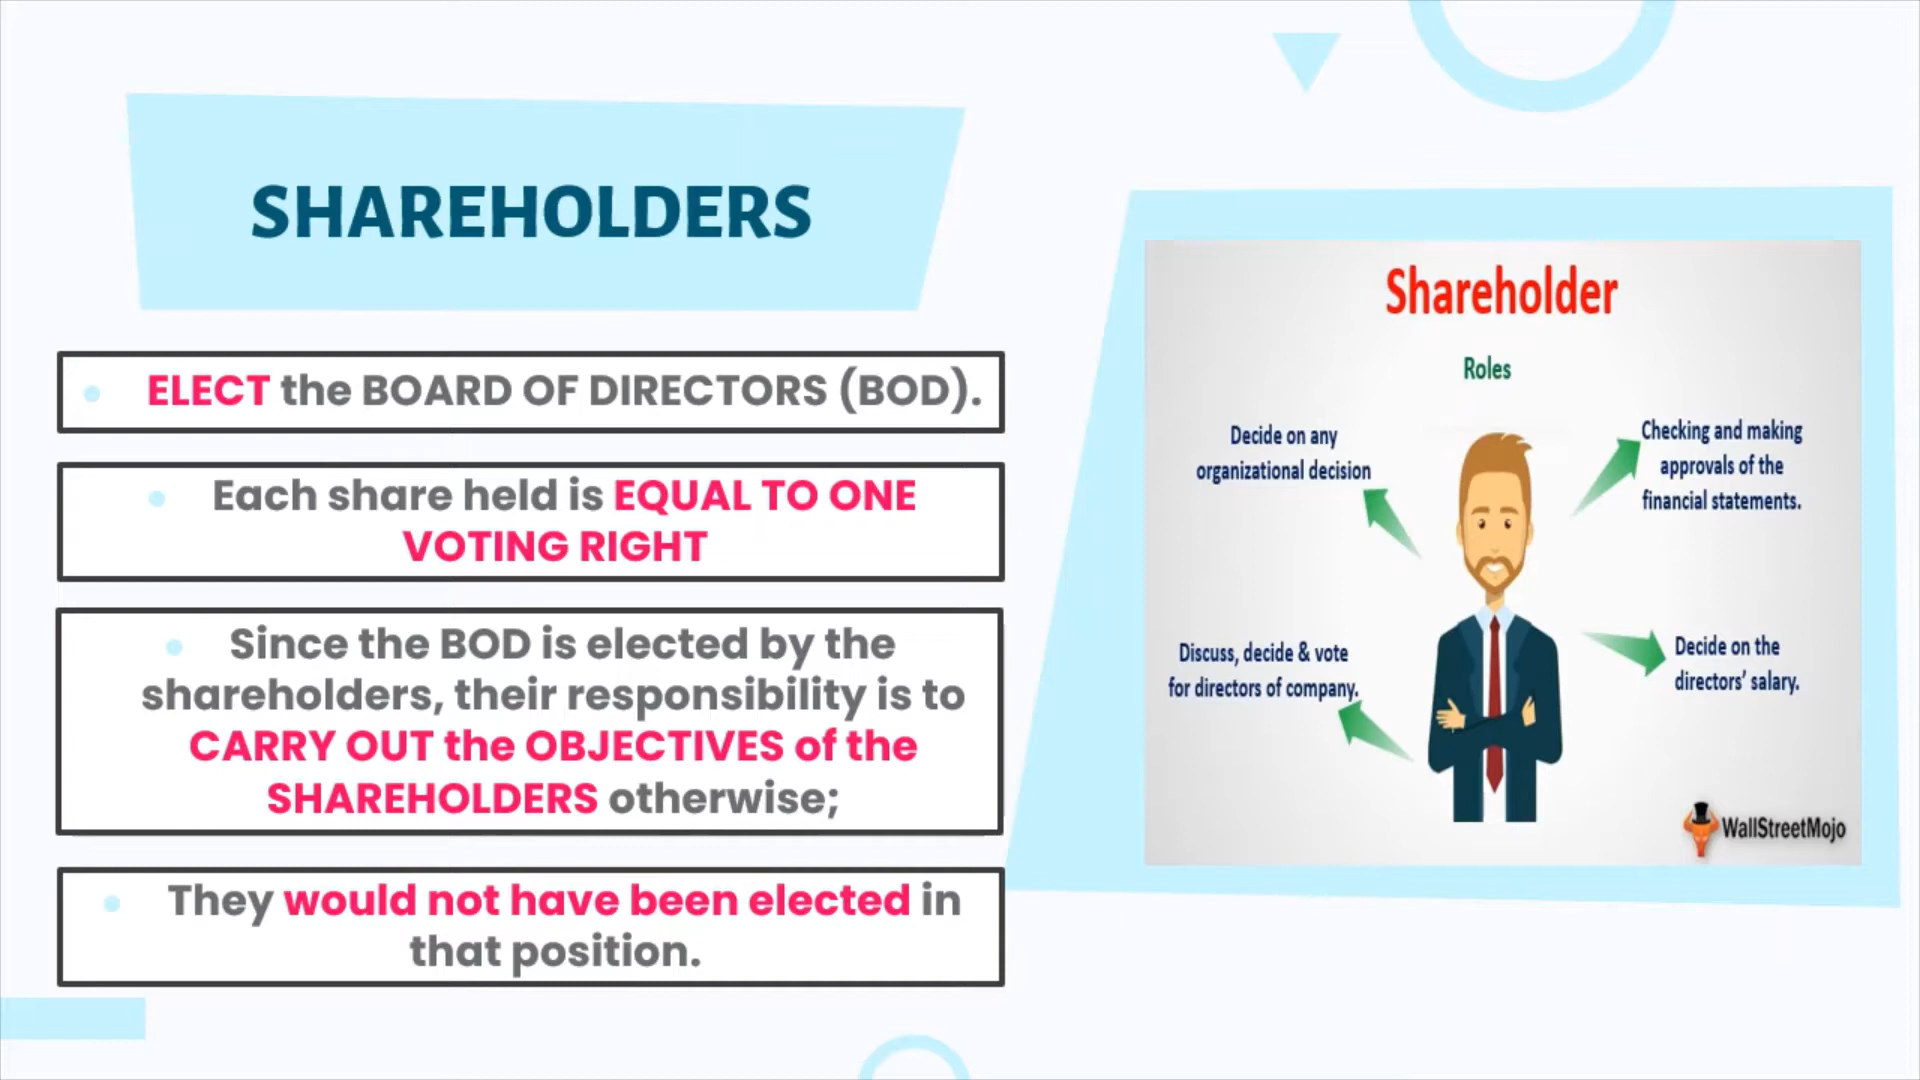 SHAREHOLDERS
ELECT the BOARD OF DIRECTORS (BOD).
Each share held is EQUAL TO ONE
VOTING RIGHT
Since the BOD is elected by the
shareholders, their responsibility is to
CARRY OUT the OBJECTIVES of the
SHAREHOLDERS otherwise;
They would not have been elected in
that position.
Shareholder
Roles
Decide on any
organizational decision
Checking and making
approvals of the
financial statements.
Discuss, decide & vote
for directors of company.
Decide on the
directors' salary.
WallStreetMojo